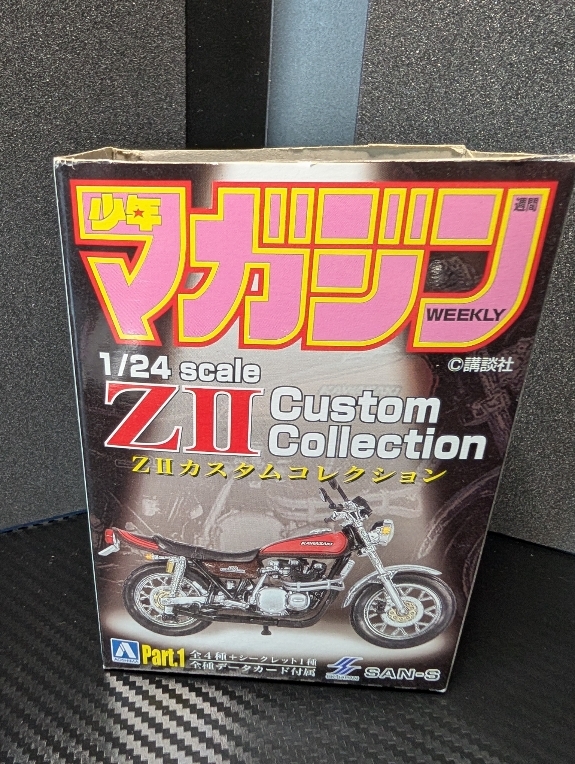 少年
週間
マガジン
WEEKLY
©講談社
1/24 scale
ZII Custom
Collection
ZⅡカスタムコレクション
KAWASAKI
Part.1
全4種+シークレット1種
全種データカード付属
SAN-S